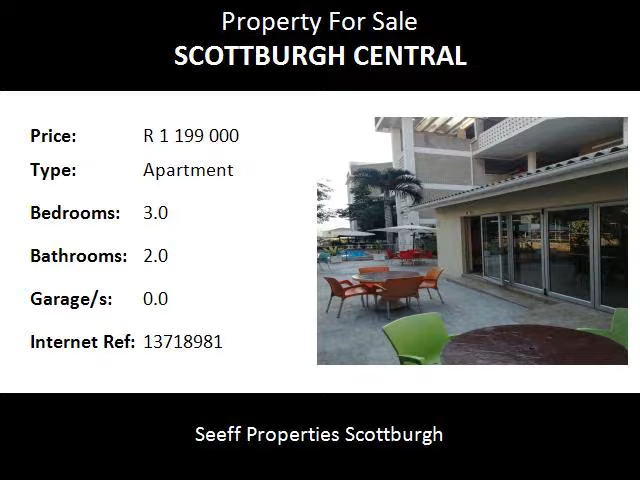 Property For Sale
SCOTTBURGH CENTRAL
Price: R 1 199 000
Type: Apartment
Bedrooms: 3.0
Bathrooms: 2.0
Garage/s: 0.0
Internet Ref: 13718981
Seeff Properties Scottburgh